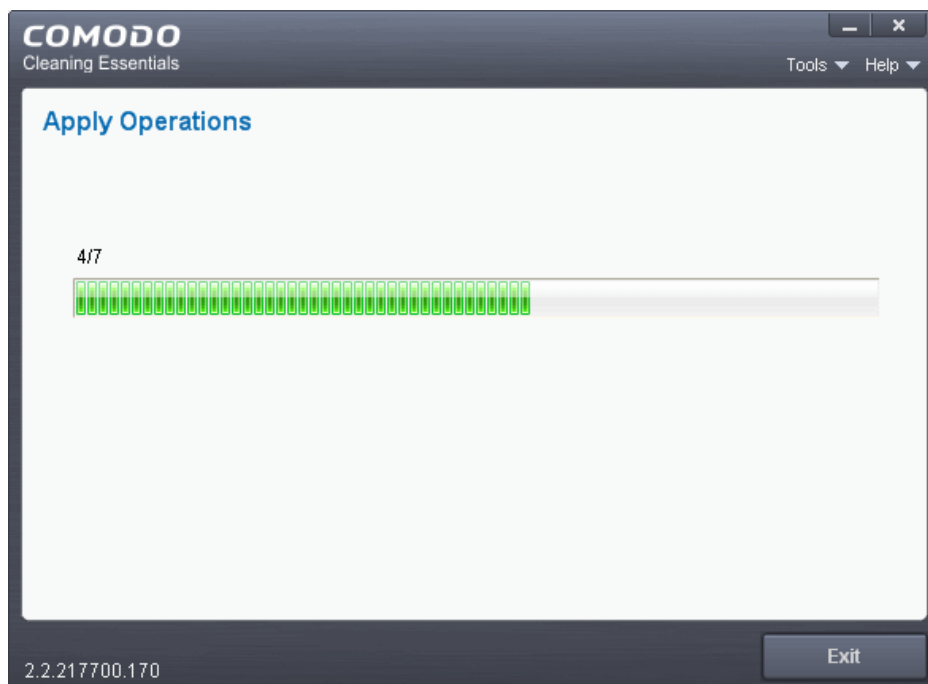 COMODO
Cleaning Essentials
Tools Help
Apply Operations
4/7
Exit
2.2.217700.170